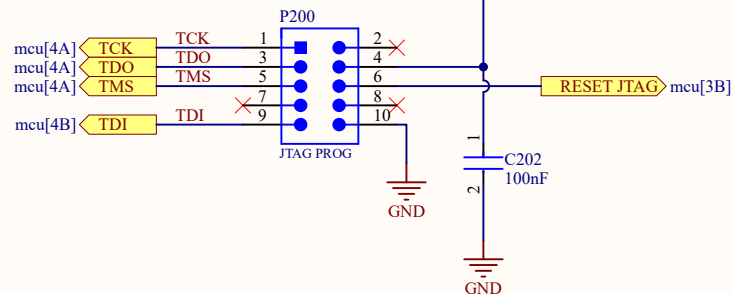 P200
mcu[4A] TCK TCK 1 2
mcu[4A] TDO TDO 3 4
mcu[4A] TMS TMS 5 6 RESET JTAG mcu[3B]
7 8
mcu[4B] TDI TDI 9 10
JTAG PROG
1
C202
100nF
2
GND
GND